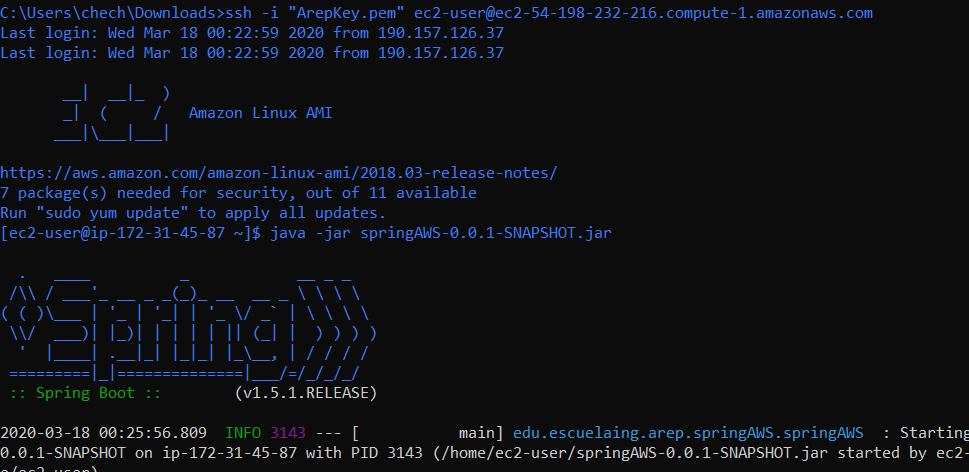 C:\Users\chech\Downloads>ssh -i "ArepKey.pem" ec2-user@ec2-54-198-232-216.compute-1.amazonaws.com
Last login: Wed Mar 18 00:22:59 2020 from 190.157.126.37
Last login: Wed Mar 18 00:22:59 2020 from 190.157.126.37
       __|  __|_  )
       _|  (     /   Amazon Linux AMI
      ___|\___|___|
https://aws.amazon.com/amazon-linux-ami/2018.03-release-notes/
7 package(s) needed for security, out of 11 available
Run "sudo yum update" to apply all updates.
[ec2-user@ip-172-31-45-87 ~]$ java -jar springAWS-0.0.1-SNAPSHOT.jar
  .   ____          _            __ _ _
 /\\ / ___'_ __ _ _(_)_ __  __ _ \ \ \ \
( ( )\___ | '_ | '_| | '_ \/ _` | \ \ \ \
 \\/  ___)| |_)| | | | | || (_| |  ) ) ) )
  '  |____| .__|_| |_|_| |_\__, | / / / /
 =========|_|==============|___/=/_/_/_/
 :: Spring Boot ::        (v1.5.1.RELEASE)
2020-03-18 00:25:56.809  INFO 3143 --- [           main] edu.escuelaing.arep.springAWS.springAWS  : Starting
0.0.1-SNAPSHOT on ip-172-31-45-87 with PID 3143 (/home/ec2-user/springAWS-0.0.1-SNAPSHOT.jar started by ec2-
e/ec2-user)